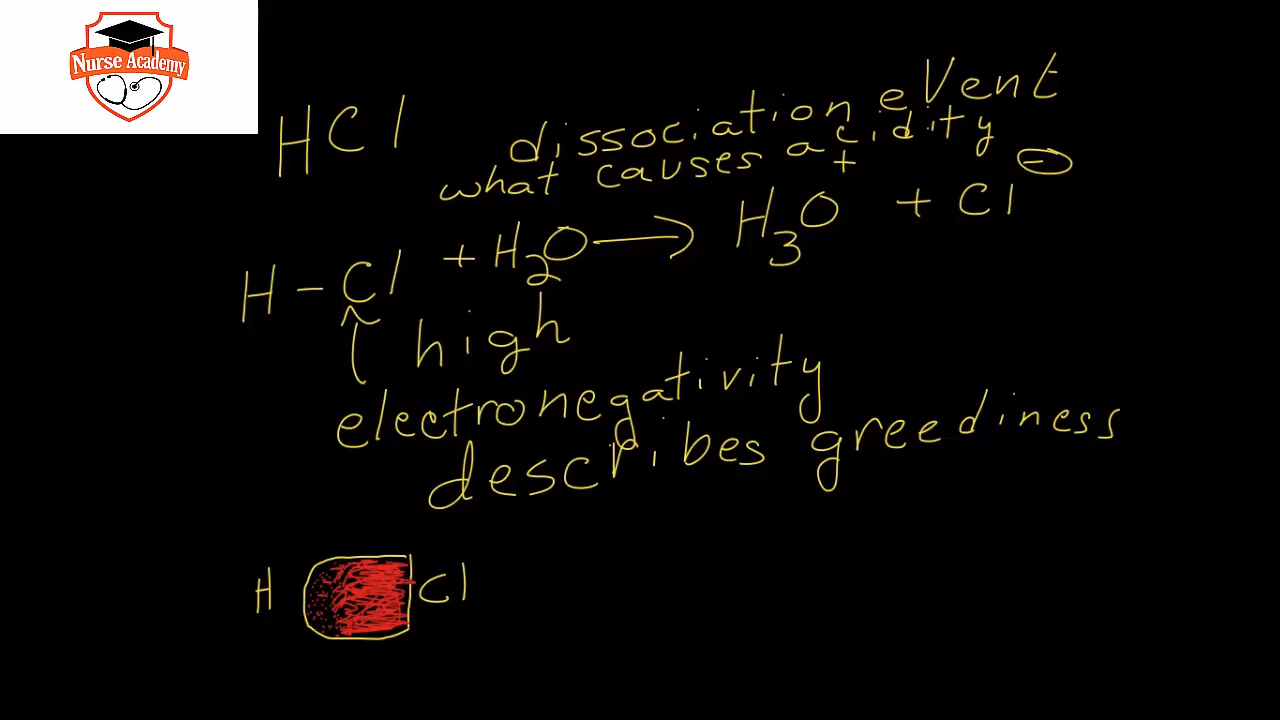 Nurse Academy
HCl
dissociation eVent
what causes acidity
H-Cl + H2O → H3O+ + Cl⊖
high
electronegativity
describes greediness
H Cl